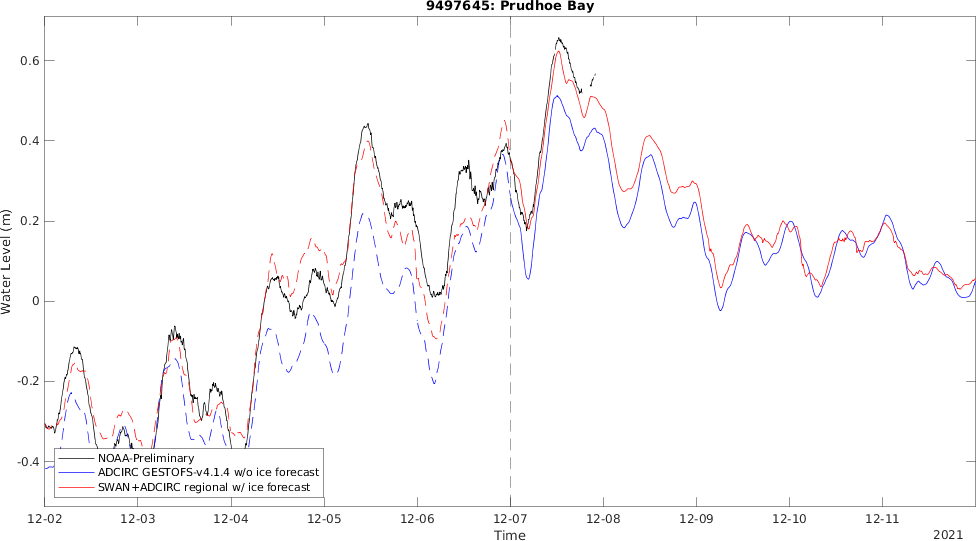 9497645: Prudhoe Bay
Water Level (m)
0.6
0.4
0.2
0
-0.2
-0.4
NOAA-Preliminary
ADCIRC GESTOFS-v4.1.4 w/o ice forecast
SWAN+ADCIRC regional w/ ice forecast
12-02 12-03 12-04 12-05 12-06 12-07 12-08 12-09 12-10 12-11
Time
2021